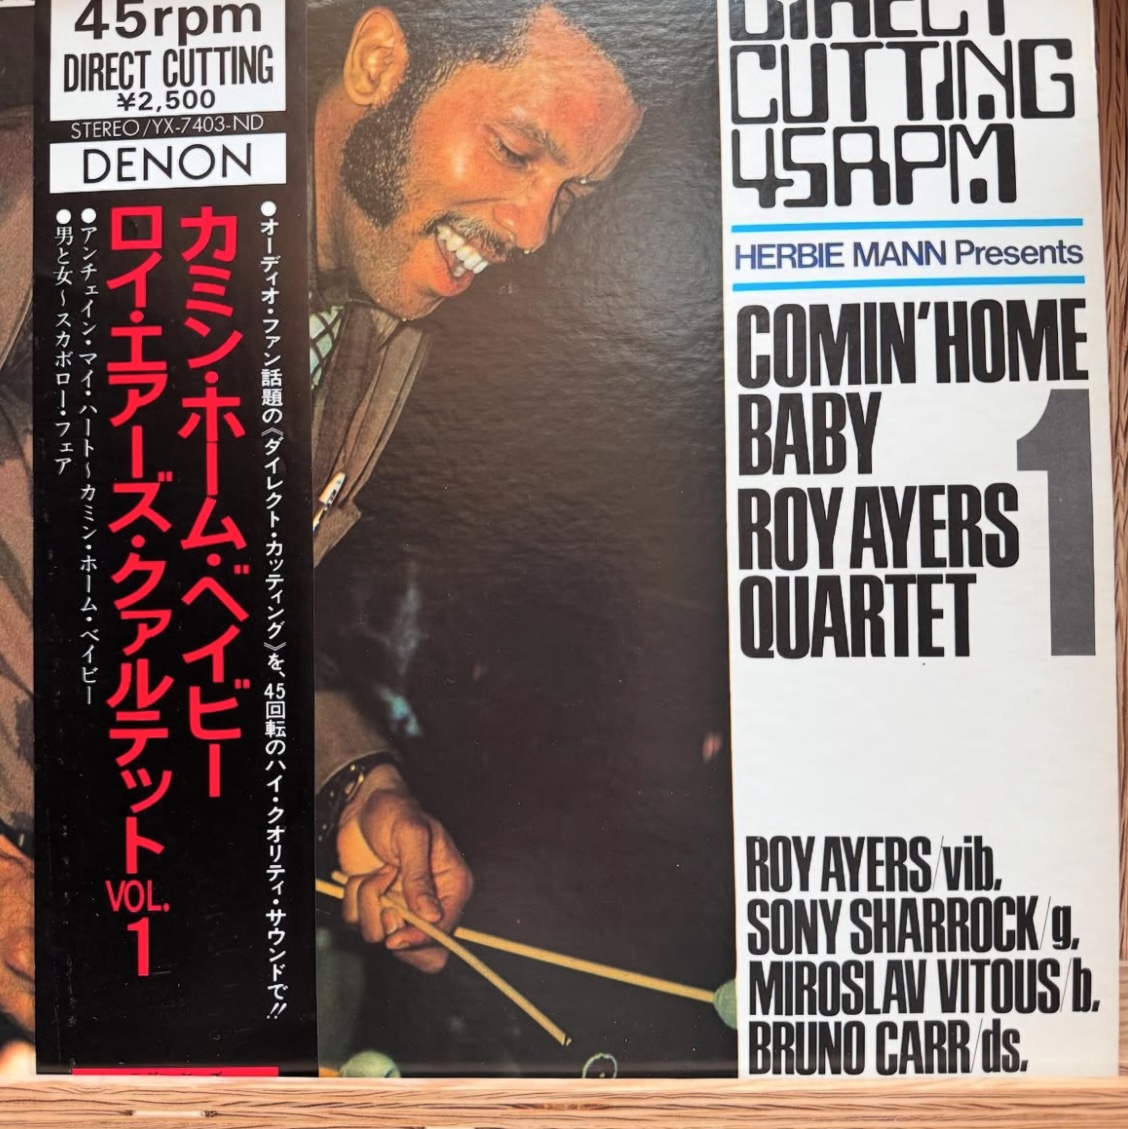 45rpm
DIRECT CUTTING
¥2,500
STEREO/YX-7403-ND
DENON
●オーディオ・ファン話題の《ダイレクト・カッティング》を、45回転のハイ・クオリティ・サウンドで!!
カミン・ホーム・ベイビー
ロイ・エアーズ・クァルテット VOL. 1
●アンチェイン・マイ・ハート~カミン・ホーム・ベイビー
●男と女~スカボロー・フェア
DIRECT
CUTTING
45RPM
HERBIE MANN Presents
COMIN'HOME
BABY
1
ROY AYERS
QUARTET
ROY AYERS/vib.
SONY SHARROCK/g.
MIROSLAV VITOUS/b.
BRUNO CARR/ds.